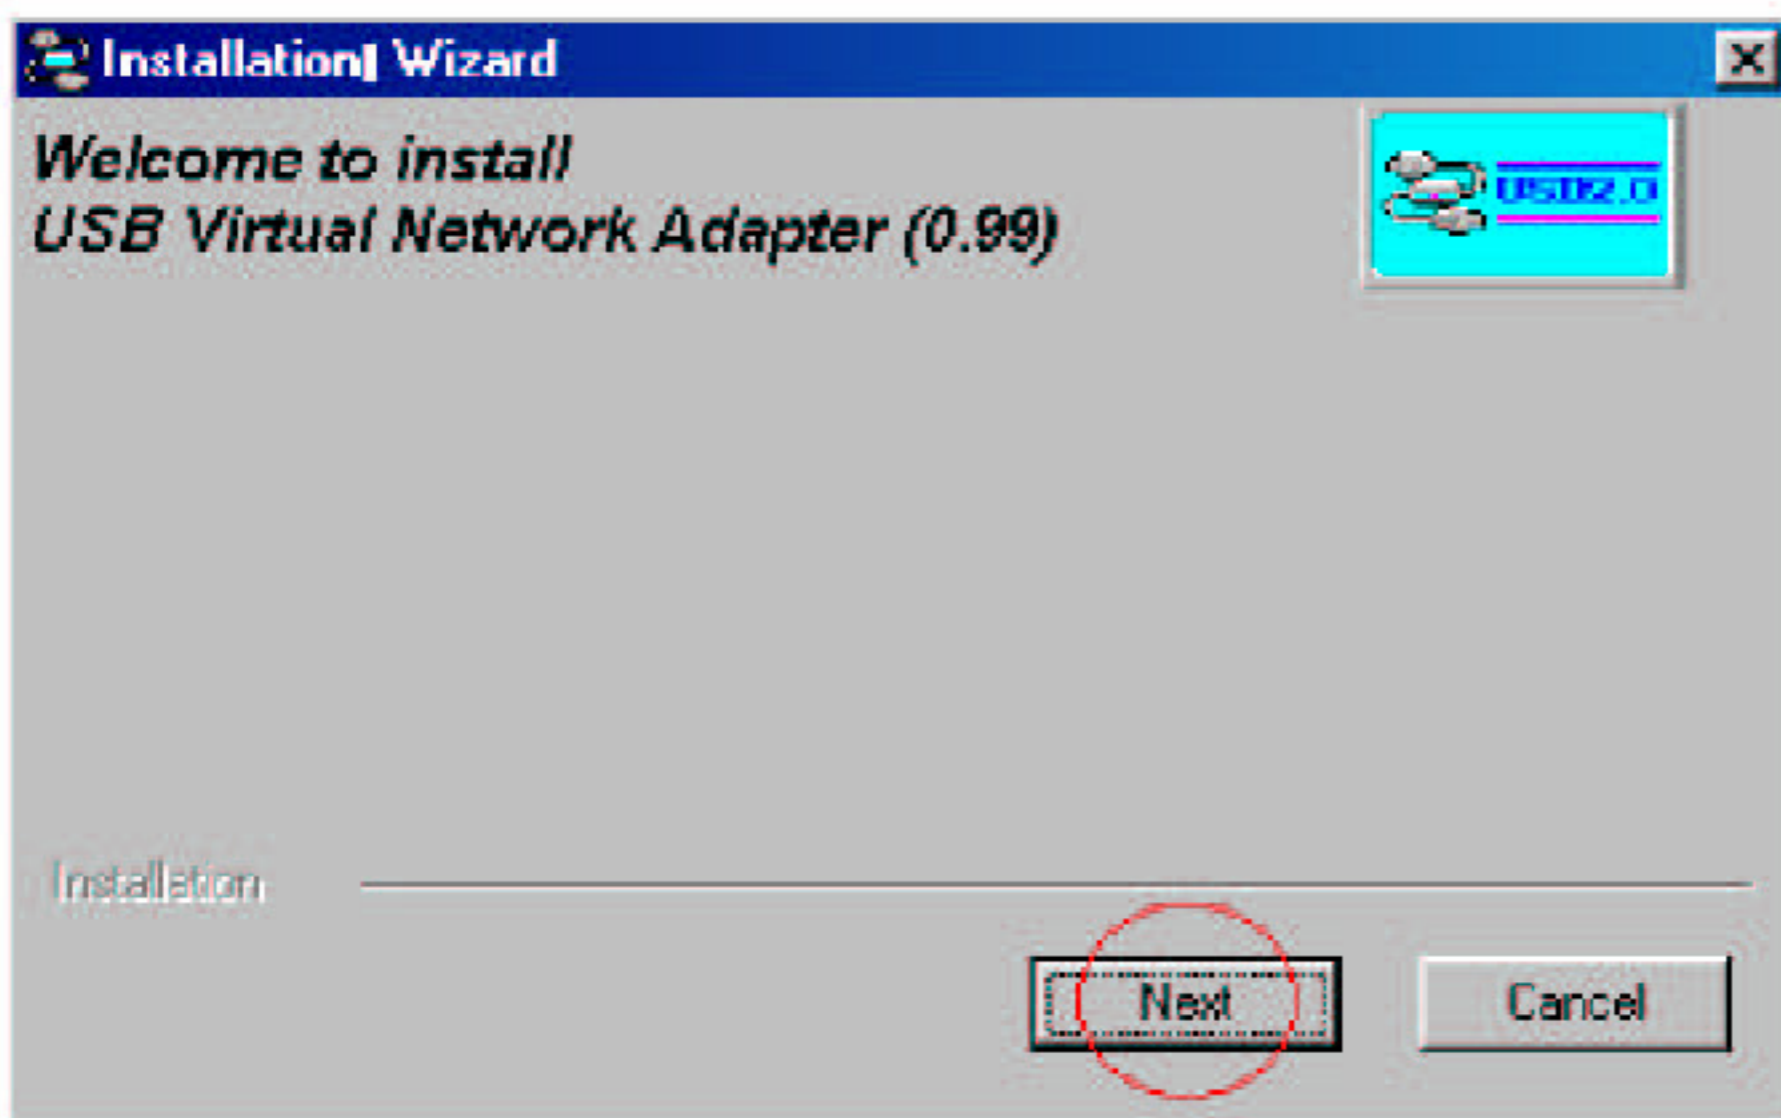 Installation Wizard
Welcome to install
USB Virtual Network Adapter (0.99)
USB2.0
Installation
Next
Cancel